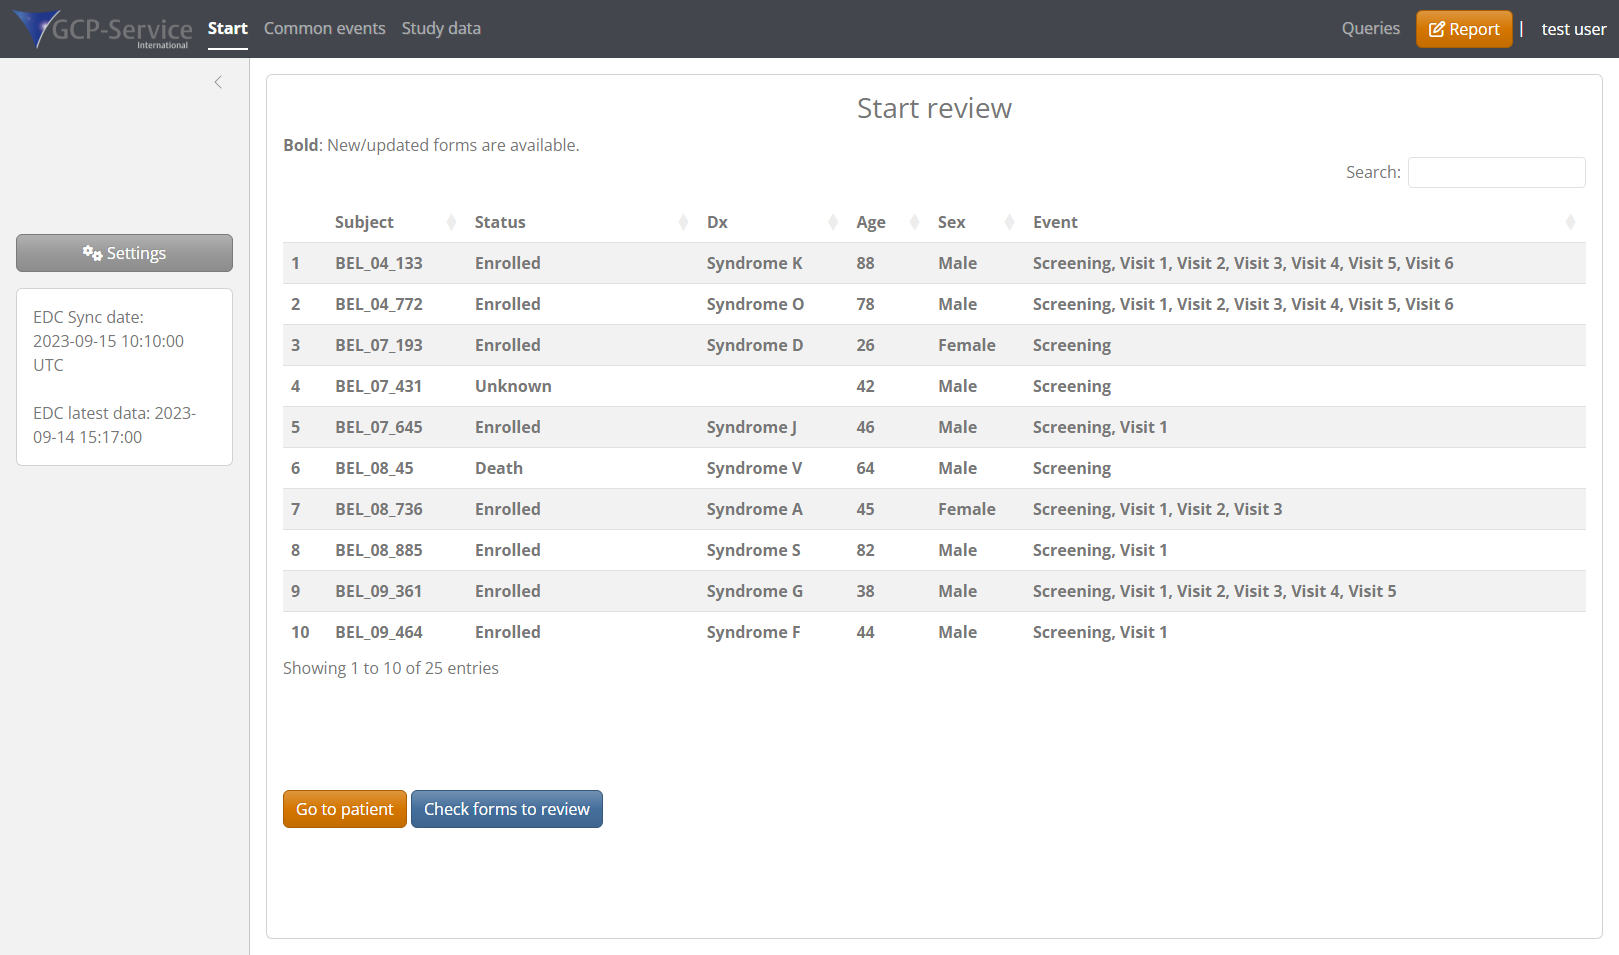 GCP-Service
International
Start Common events Study data
Queries Report | test user
Settings
EDC Sync date:
2023-09-15 10:10:00
UTC
EDC latest data: 2023-
09-14 15:17:00
Start review
Bold: New/updated forms are available.
Search:
Subject Status Dx Age Sex Event
1 BEL_04_133 Enrolled Syndrome K 88 Male Screening, Visit 1, Visit 2, Visit 3, Visit 4, Visit 5, Visit 6
2 BEL_04_772 Enrolled Syndrome O 78 Male Screening, Visit 1, Visit 2, Visit 3, Visit 4, Visit 5, Visit 6
3 BEL_07_193 Enrolled Syndrome D 26 Female Screening
4 BEL_07_431 Unknown 42 Male Screening
5 BEL_07_645 Enrolled Syndrome J 46 Male Screening, Visit 1
6 BEL_08_45 Death Syndrome V 64 Male Screening
7 BEL_08_736 Enrolled Syndrome A 45 Female Screening, Visit 1, Visit 2, Visit 3
8 BEL_08_885 Enrolled Syndrome S 82 Male Screening, Visit 1
9 BEL_09_361 Enrolled Syndrome G 38 Male Screening, Visit 1, Visit 2, Visit 3, Visit 4, Visit 5
10 BEL_09_464 Enrolled Syndrome F 44 Male Screening, Visit 1
Showing 1 to 10 of 25 entries
Go to patient Check forms to review